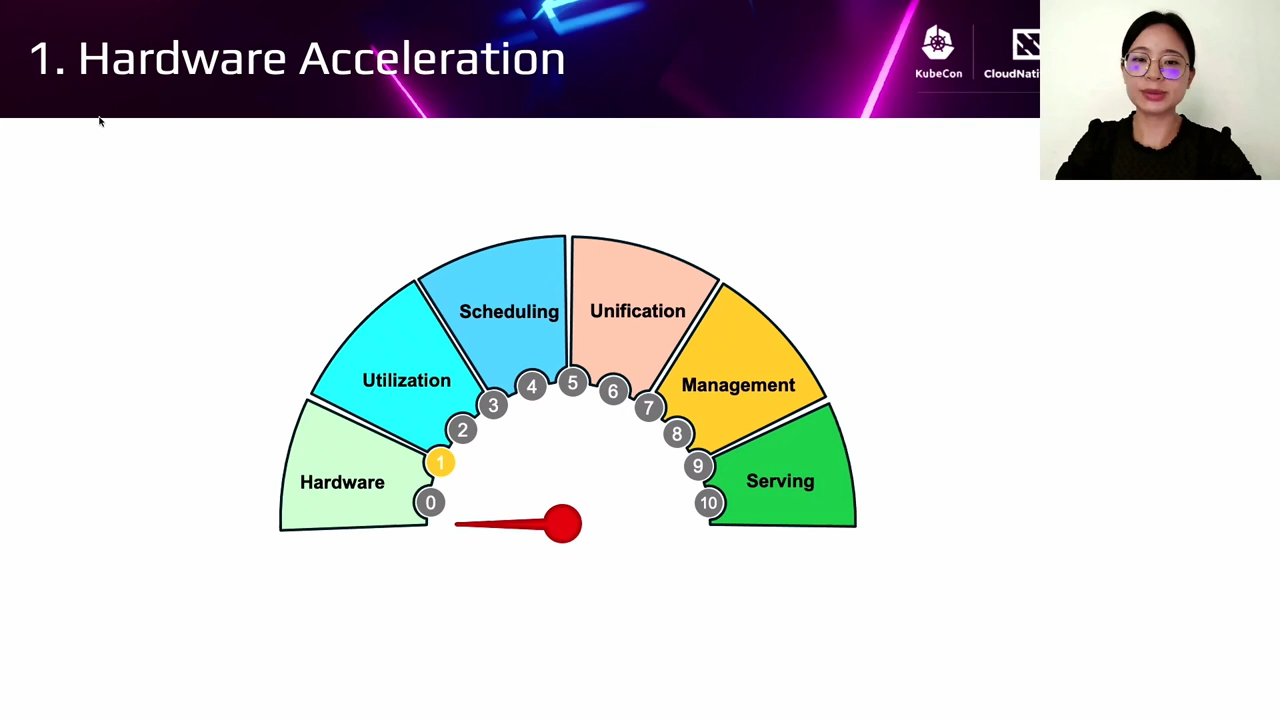 1. Hardware Acceleration
KubeCon
CloudNati
Scheduling
Unification
Utilization
Management
Hardware
Serving
0
1
2
3
4
5
6
7
8
9
10